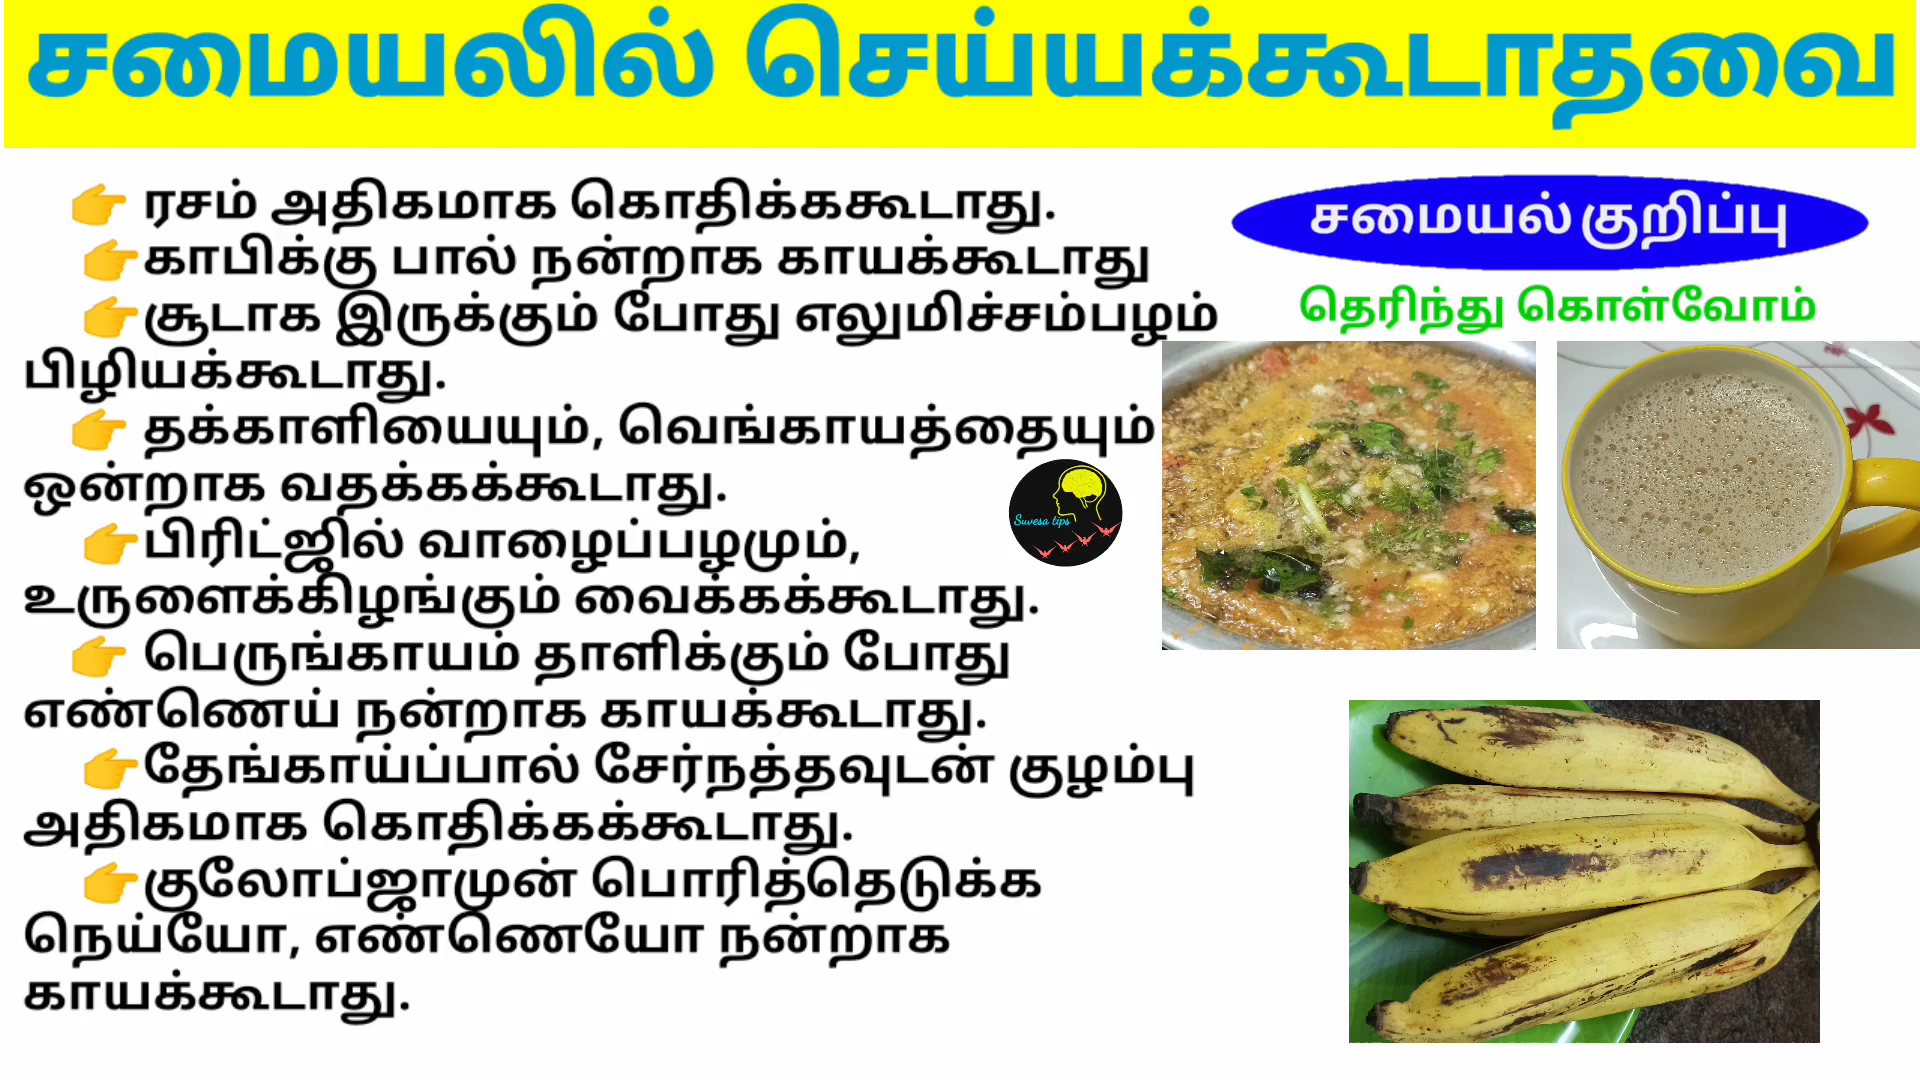 சமையலில் செய்யக்கூடாதவை
👉 ரசம் அதிகமாக கொதிக்ககூடாது.
👉காபிக்கு பால் நன்றாக காயக்கூடாது
👉சூடாக இருக்கும் போது எலுமிச்சம்பழம்
பிழியக்கூடாது.
👉 தக்காளியையும், வெங்காயத்தையும்
ஒன்றாக வதக்கக்கூடாது.
👉பிரிட்ஜில் வாழைப்பழமும்,
உருளைக்கிழங்கும் வைக்கக்கூடாது.
👉 பெருங்காயம் தாளிக்கும் போது
எண்ணெய் நன்றாக காயக்கூடாது.
👉தேங்காய்ப்பால் சேர்நத்தவுடன் குழம்பு
அதிகமாக கொதிக்கக்கூடாது.
👉குலோப்ஜாமுன் பொரித்தெடுக்க
நெய்யோ, எண்ணெயோ நன்றாக
காயக்கூடாது.
சமையல் குறிப்பு
தெரிந்து கொள்வோம்
Suvesa tips